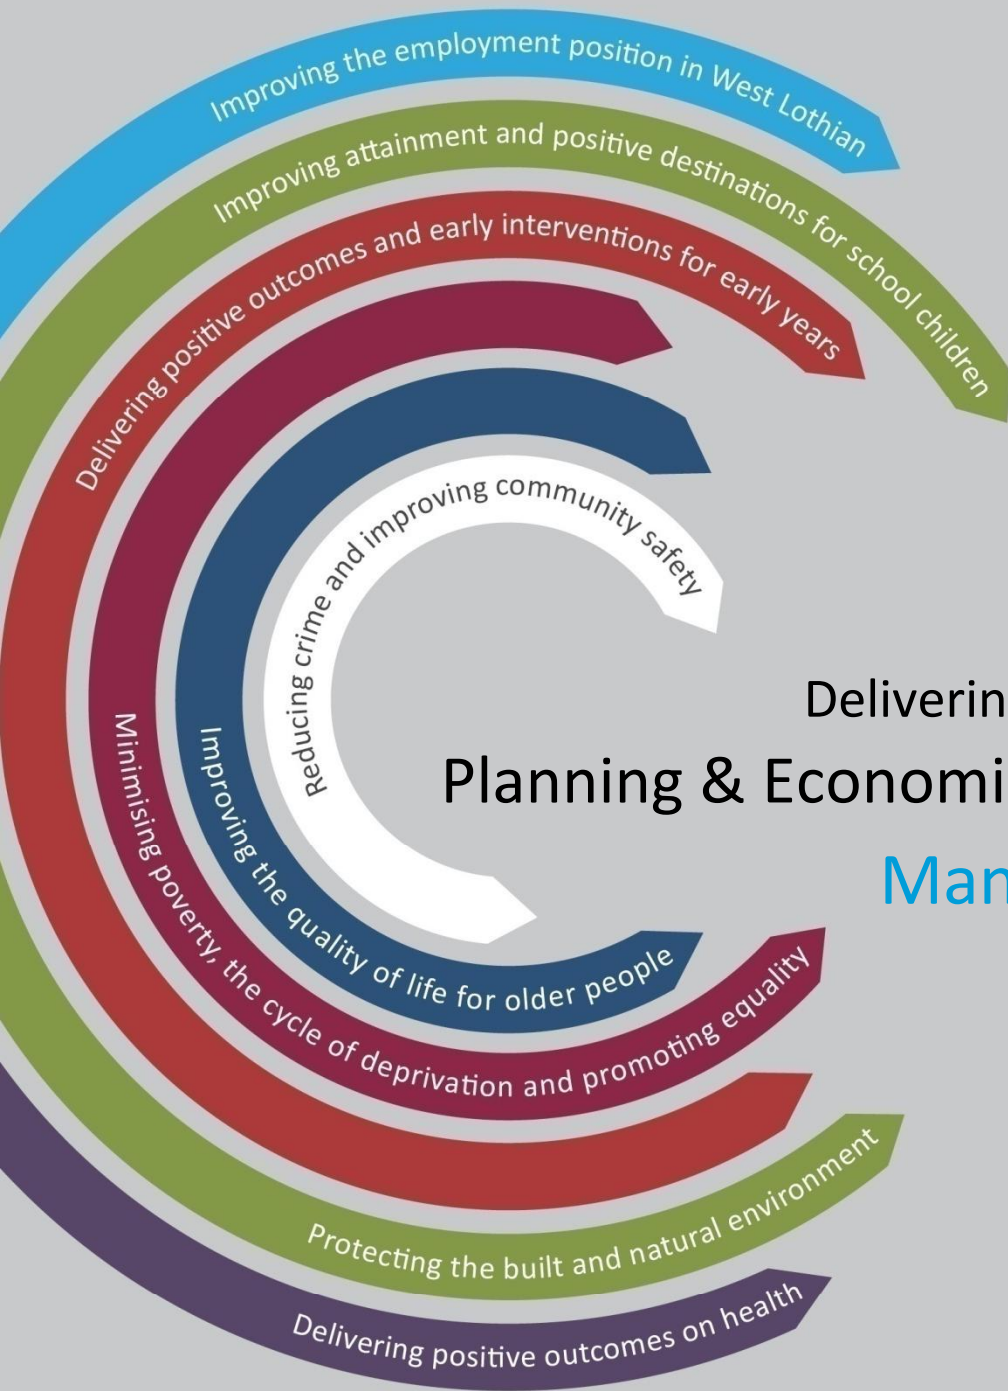 Improving the employment position in West Lothian
Improving attainment and positive destinations for school children
Delivering positive outcomes and early interventions for early years
Reducing crime and improving community safety
Deliverin
Planning & Economi
Man
Improving the quality of life for older people
Minimising poverty, the cycle of deprivation and promoting equality
Protecting the built and natural environment
Delivering positive outcomes on health